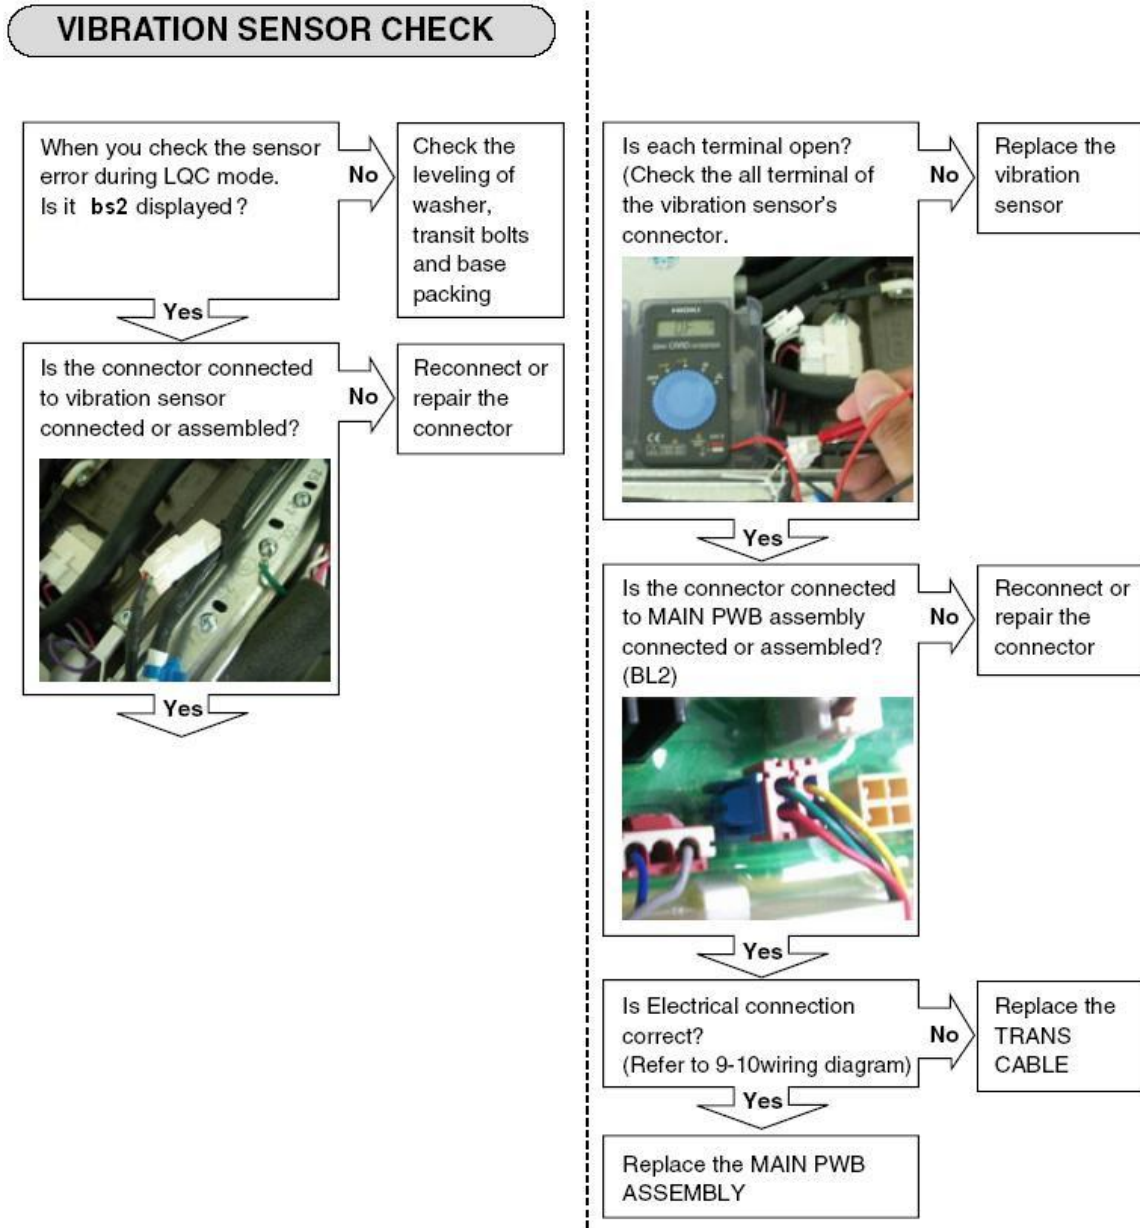 VIBRATION SENSOR CHECK
When you check the sensor
error during LQC mode.
Is it bs2 displayed ?
No
Check the
leveling of
washer,
transit bolts
and base
packing
Yes
Is the connector connected
to vibration sensor
connected or assembled?
No
Reconnect or
repair the
connector
Yes
Is each terminal open?
(Check the all terminal of
the vibration sensor's
connector.
No
Replace the
vibration
sensor
HIOKI
Yes
Is the connector connected
to MAIN PWB assembly
connected or assembled?
(BL2)
No
Reconnect or
repair the
connector
Yes
Is Electrical connection
correct?
(Refer to 9-10wiring diagram)
No
Replace the
TRANS
CABLE
Yes
Replace the MAIN PWB
ASSEMBLY